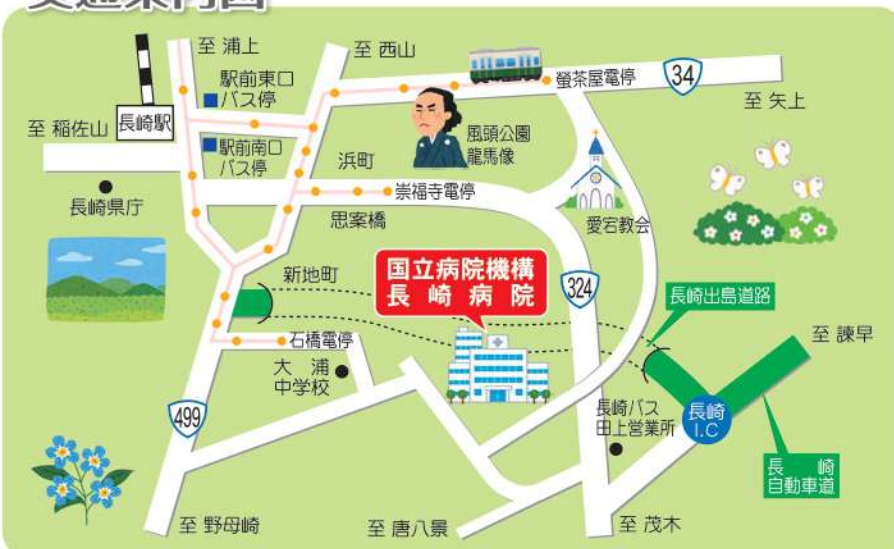 交通案内図
至 浦上
至 西山
駅前東口
バス停
螢茶屋電停
34
至 矢上
至 稲佐山
長崎駅
駅前南口
バス停
浜町
風頭公園
龍馬像
長崎県庁
崇福寺電停
思案橋
愛宕教会
新地町
国立病院機構
長崎病院
324
長崎出島道路
至 諫早
石橋電停
大浦
中学校
499
長崎バス
田上営業所
長崎
I.C
長崎
自動車道
至 野母崎
至 唐八景
至 茂木